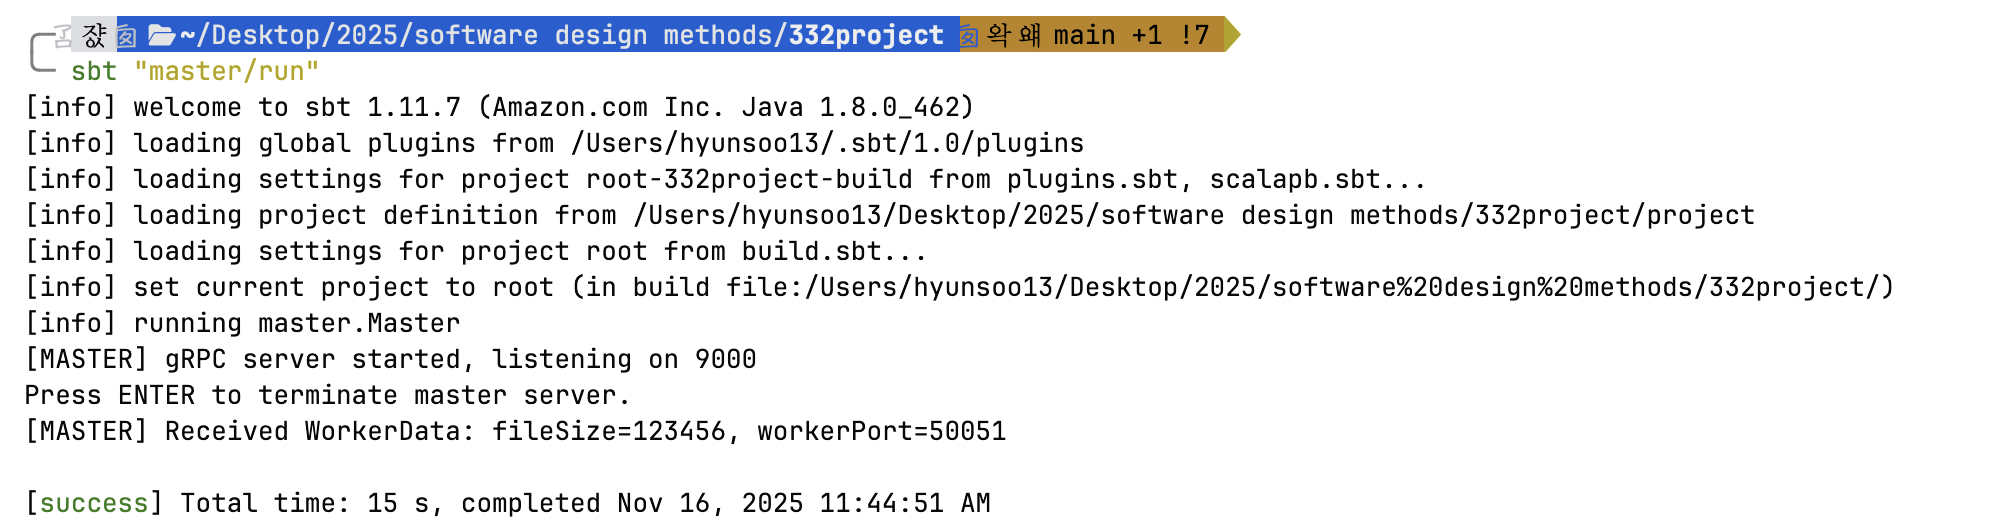 쟔 ~/Desktop/2025/software design methods/332project 왁 왜 main +1 !7
sbt "master/run"
[info] welcome to sbt 1.11.7 (Amazon.com Inc. Java 1.8.0_462)
[info] loading global plugins from /Users/hyunsoo13/.sbt/1.0/plugins
[info] loading settings for project root-332project-build from plugins.sbt, scalapb.sbt...
[info] loading project definition from /Users/hyunsoo13/Desktop/2025/software design methods/332project/project
[info] loading settings for project root from build.sbt...
[info] set current project to root (in build file:/Users/hyunsoo13/Desktop/2025/software%20design%20methods/332project/)
[info] running master.Master
[MASTER] gRPC server started, listening on 9000
Press ENTER to terminate master server.
[MASTER] Received WorkerData: fileSize=123456, workerPort=50051
[success] Total time: 15 s, completed Nov 16, 2025 11:44:51 AM